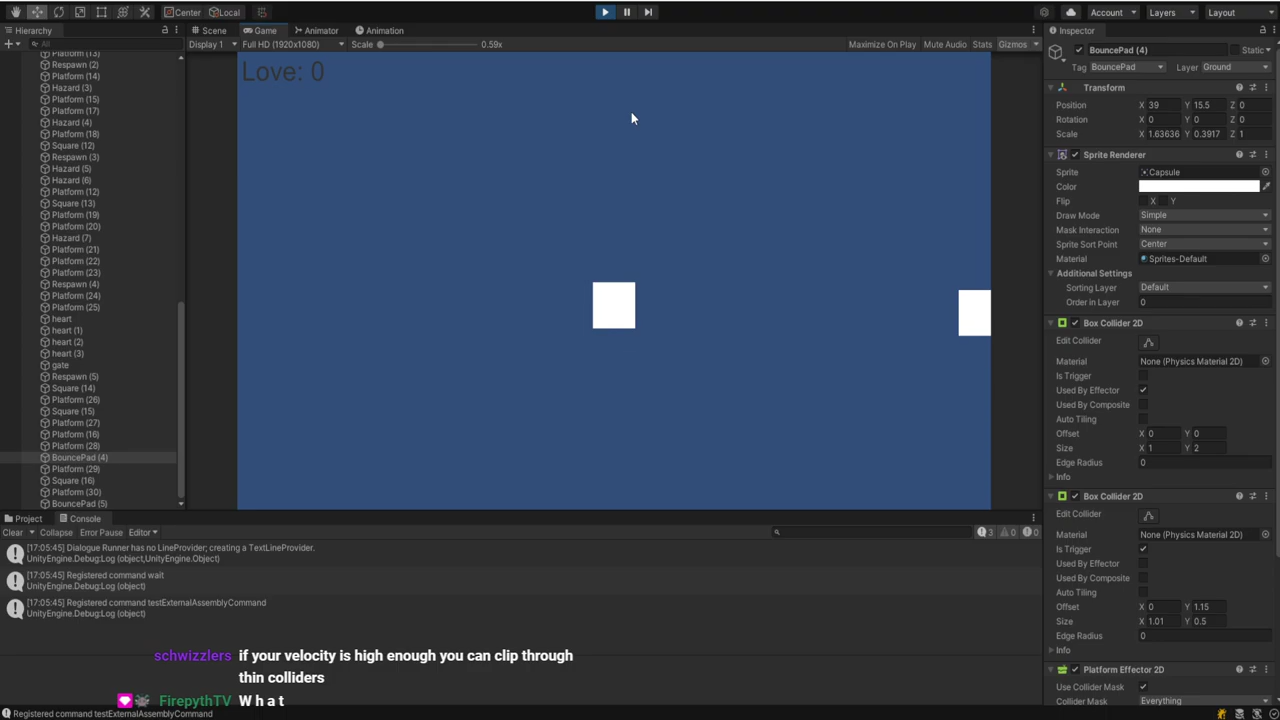 Center
Local
Account
Layers
Layout
Hierarchy
Scene
Game
Animator
Animation
Inspector
All
Display 1
Full HD (1920x1080)
Scale
0.59x
Maximize On Play
Mute Audio
Stats
Gizmos
Platform (13)
Respawn (2)
Platform (14)
Hazard (3)
Platform (15)
Platform (17)
Hazard (4)
Platform (18)
Square (12)
Respawn (3)
Hazard (5)
Hazard (6)
Platform (12)
Square (13)
Platform (19)
Platform (20)
Hazard (7)
Platform (21)
Platform (22)
Platform (23)
Respawn (4)
Platform (24)
Platform (25)
heart
heart (1)
heart (2)
heart (3)
gate
Respawn (5)
Square (14)
Platform (26)
Square (15)
Platform (27)
Platform (16)
Platform (28)
BouncePad (4)
Platform (29)
Square (16)
Platform (30)
BouncePad (5)
Love: 0
BouncePad (4)
Static
Tag BouncePad Layer Ground
Transform
Position X 39 Y 15.5 Z 0
Rotation X 0 Y 0 Z 0
Scale X 1.63636 Y 0.3917 Z 1
Sprite Renderer
Sprite Capsule
Color
Flip X Y
Draw Mode Simple
Mask Interaction None
Sprite Sort Point Center
Material Sprites-Default
Additional Settings
Sorting Layer Default
Order in Layer 0
Box Collider 2D
Edit Collider
Material None (Physics Material 2D)
Is Trigger
Used By Effector
Used By Composite
Auto Tiling
Offset X 0 Y 0
Size X 1 Y 2
Edge Radius 0
Info
Box Collider 2D
Edit Collider
Material None (Physics Material 2D)
Is Trigger
Used By Effector
Used By Composite
Auto Tiling
Offset X 0 Y 1.15
Size X 1.01 Y 0.5
Edge Radius 0
Info
Platform Effector 2D
Use Collider Mask
Collider Mask Everything
Project
Console
Clear Collapse Error Pause Editor
3 0 0
[17:05:45] Dialogue Runner has no LineProvider; creating a TextLineProvider.
UnityEngine.Debug:Log (object,UnityEngine.Object)
[17:05:45] Registered command wait
UnityEngine.Debug:Log (object)
[17:05:45] Registered command testExternalAssemblyCommand
UnityEngine.Debug:Log (object)
schwizzlers if your velocity is high enough you can clip through
thin colliders
FirepythTV W h a t
Registered command testExternalAssemblyCommand